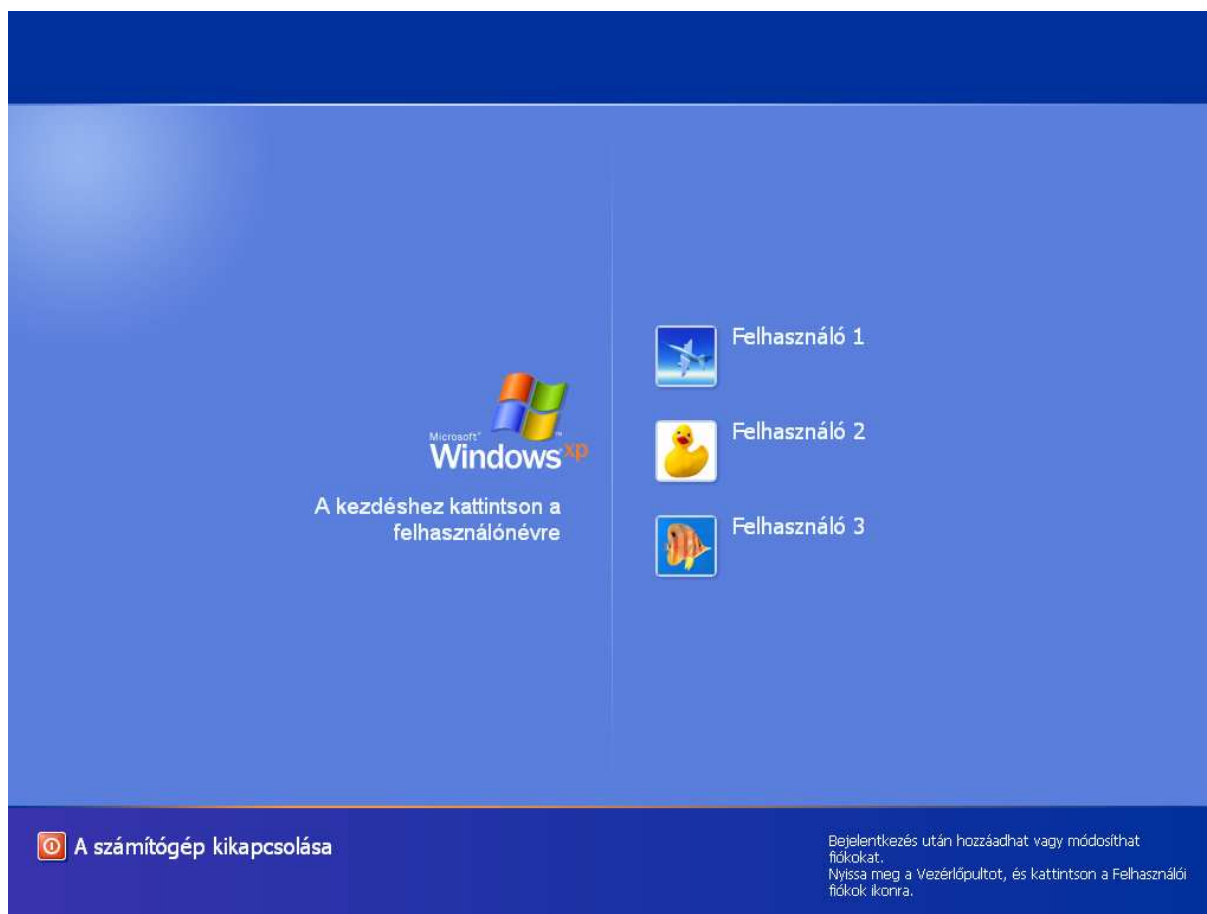 Microsoft®
Windows xp™
A kezdéshez kattintson a
felhasználónévre
Felhasználó 1
Felhasználó 2
Felhasználó 3
A számítógép kikapcsolása
Bejelentkezés után hozzáadhat vagy módosíthat
fiókokat.
Nyissa meg a Vezérlőpultot, és kattintson a Felhasználói
fiókok ikonra.